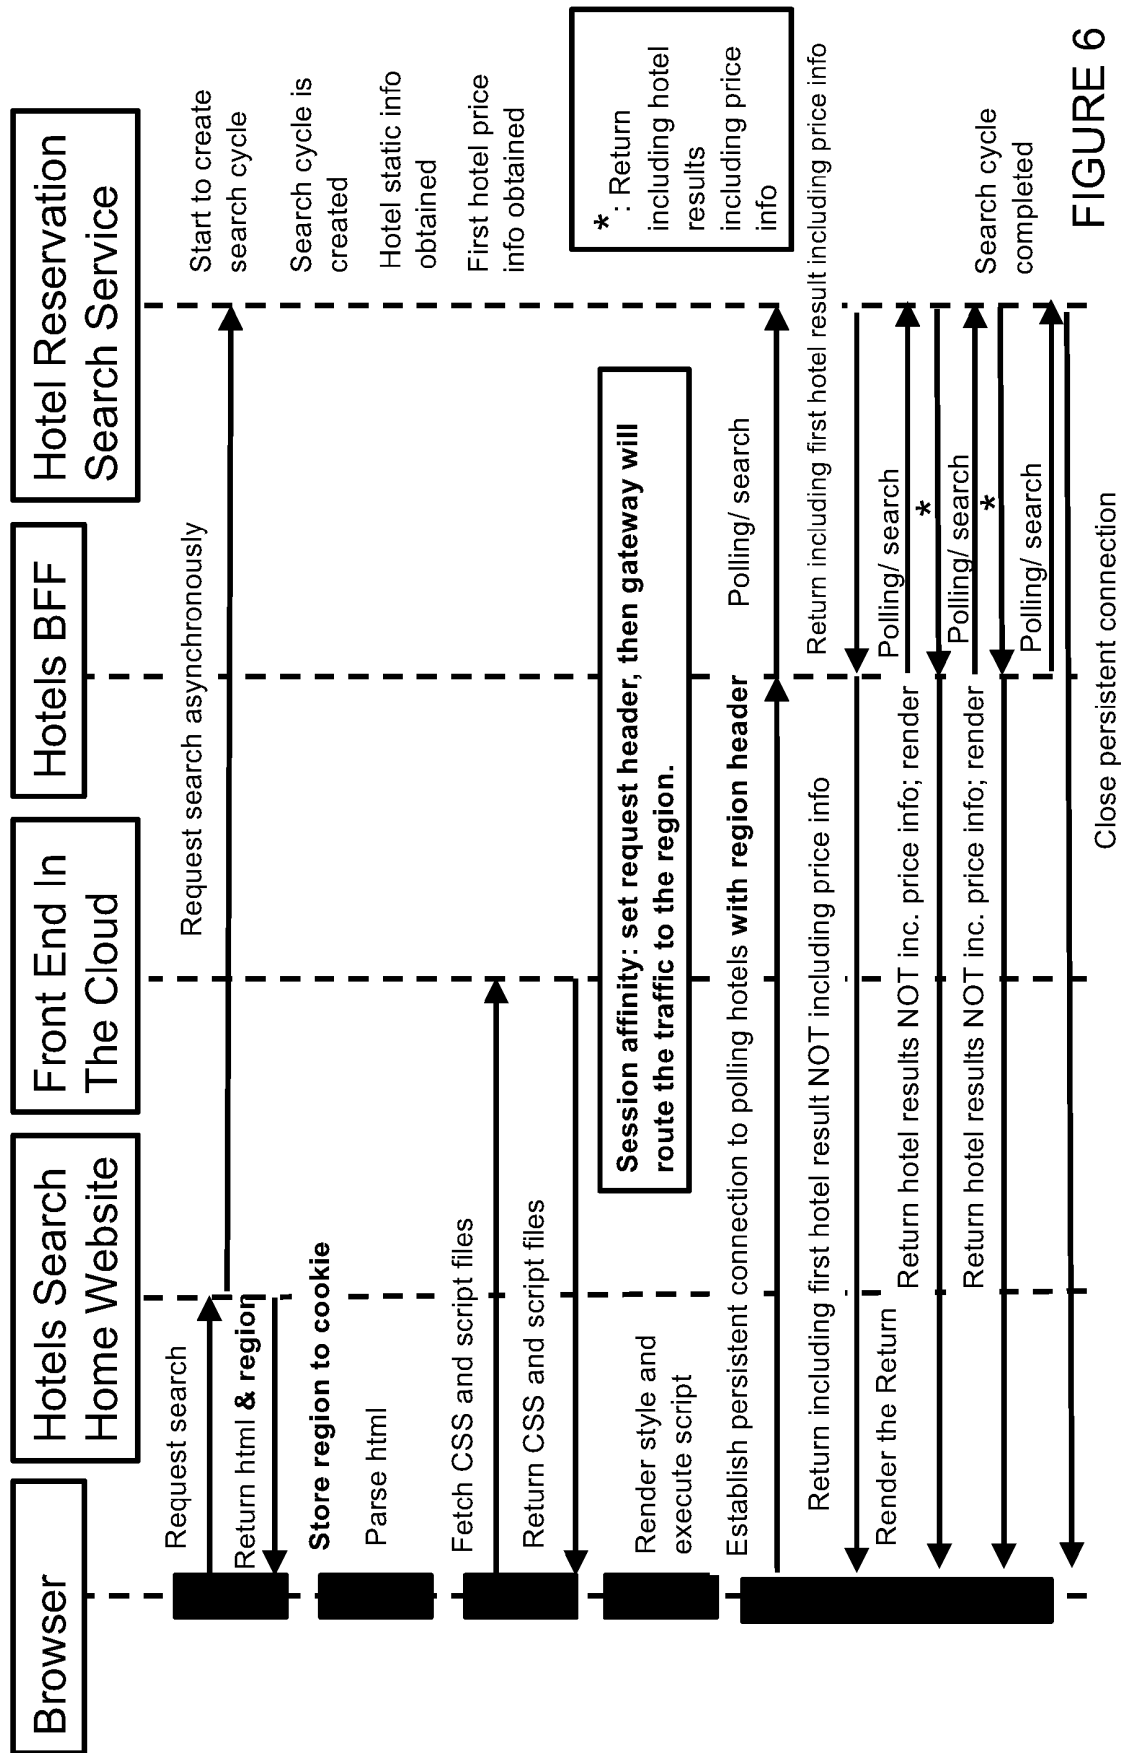 Browser
Hotels Search
Home Website
Front End In
The Cloud
Hotels BFF
Hotel Reservation
Search Service
Request search
Request search asynchronously
Start to create
search cycle
Return html & region
Store region to cookie
Search cycle is
created
Parse html
Hotel static info
obtained
Fetch CSS and script files
First hotel price
info obtained
Return CSS and script files
Session affinity: set request header, then gateway will
route the traffic to the region.
* : Return
including hotel
results
including price
info
Render style and
execute script
Establish persistent connection to polling hotels with region header
Polling/ search
Return including first hotel result NOT including price info
Return including first hotel result including price info
Render the Return
Polling/ search
Return hotel results NOT inc. price info; render
*
Polling/ search
Return hotel results NOT inc. price info; render
*
Search cycle
completed
Polling/ search
Close persistent connection
FIGURE 6